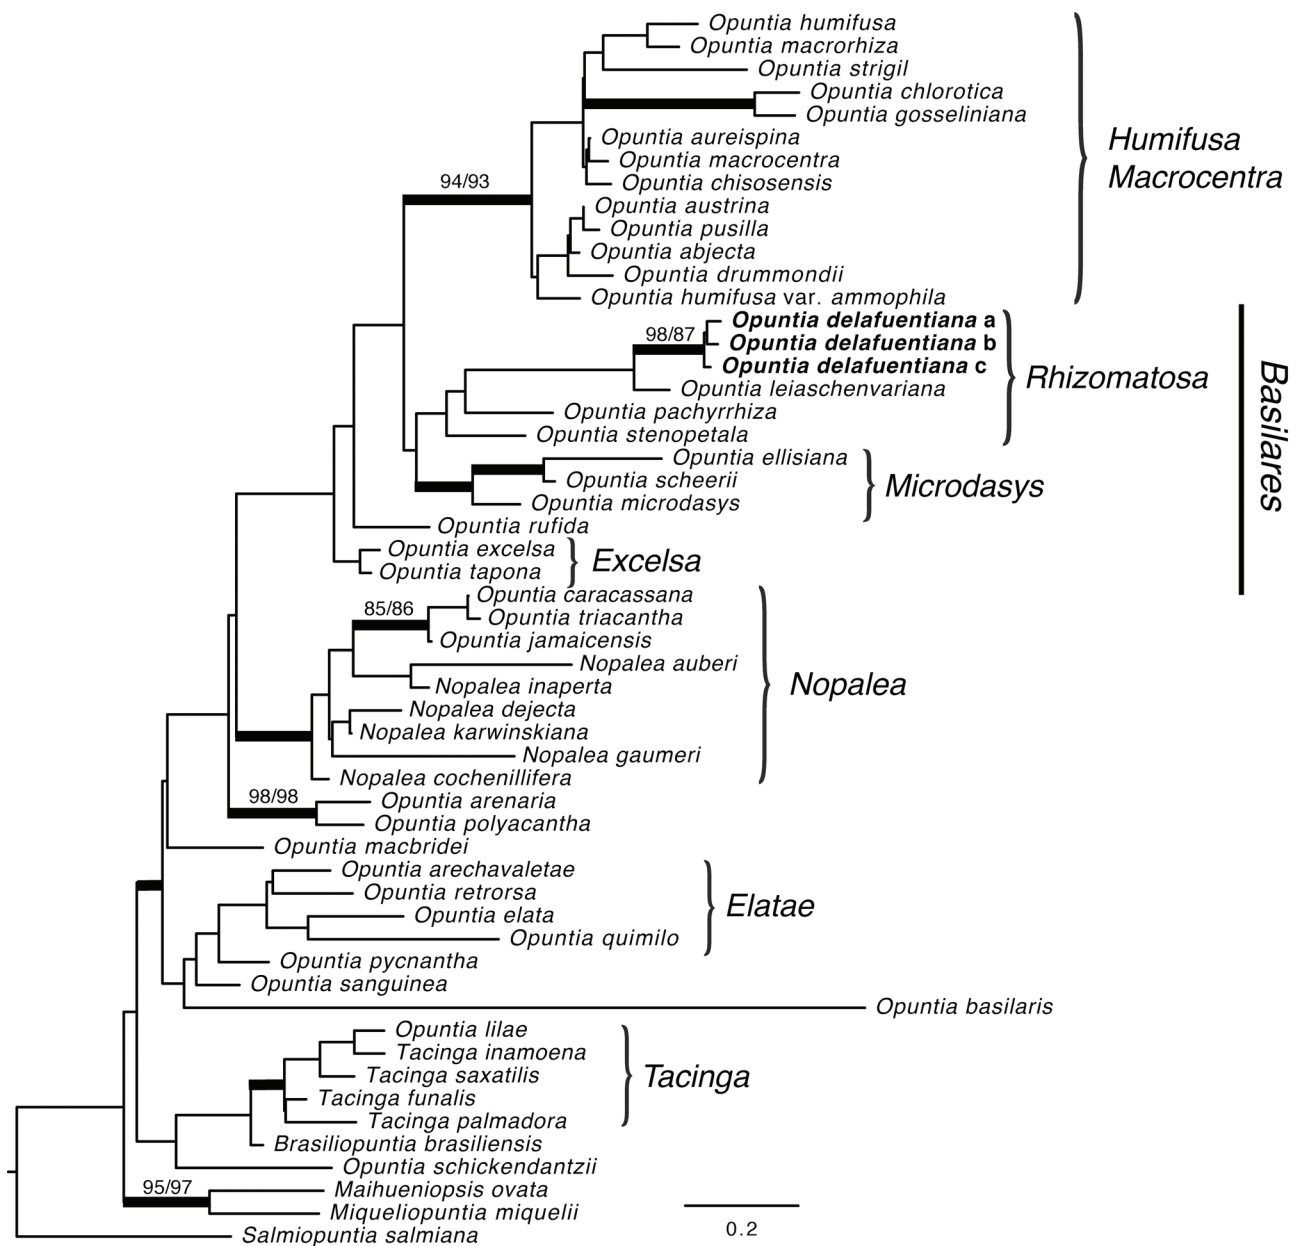 Opuntia humifusa
Opuntia macrorhiza
Opuntia strigil
Opuntia chlorotica
Opuntia gosseliniana
Opuntia aureispina
Opuntia macrocentra
Opuntia chisosensis
Opuntia austrina
Opuntia pusilla
Opuntia abjecta
Opuntia drummondii
Opuntia humifusa var. ammophila
Humifusa
Macrocentra
94/93
Opuntia delafuentiana a
98/87
Opuntia delafuentiana b
Opuntia delafuentiana c
Opuntia leiaschenvariana
Opuntia pachyrrhiza
Opuntia stenopetala
Rhizomatosa
Opuntia ellisiana
Opuntia scheerii
Opuntia microdasys
Microdasys
Opuntia rufida
Opuntia excelsa
Opuntia tapona
Excelsa
Basilares
Opuntia caracassana
85/86
Opuntia triacantha
Opuntia jamaicensis
Nopalea auberi
Nopalea inaperta
Nopalea dejecta
Nopalea karwinskiana
Nopalea gaumeri
Nopalea cochenillifera
Nopalea
98/98
Opuntia arenaria
Opuntia polyacantha
Opuntia macbridei
Opuntia arechavaletae
Opuntia retrorsa
Opuntia elata
Opuntia quimilo
Elatae
Opuntia pycnantha
Opuntia sanguinea
Opuntia basilaris
Opuntia lilae
Tacinga inamoena
Tacinga saxatilis
Tacinga funalis
Tacinga palmadora
Tacinga
Brasiliopuntia brasiliensis
Opuntia schickendantzii
95/97
Maihueniopsis ovata
Miqueliopuntia miquelii
Salmiopuntia salmiana
0.2